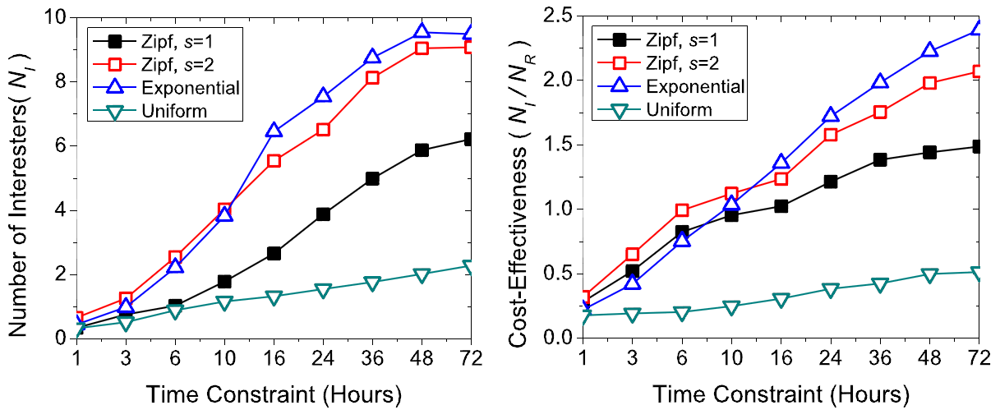 Number of Interesters( N_I )
10
8
6
4
2
0
Zipf, s=1
Zipf, s=2
Exponential
Uniform
1 3 6 10 16 24 36 48 72
Time Constraint (Hours)
Cost-Effectiveness ( N_I / N_R )
2.5
2.0
1.5
1.0
0.5
0.0
Zipf, s=1
Zipf, s=2
Exponential
Uniform
1 3 6 10 16 24 36 48 72
Time Constraint (Hours)